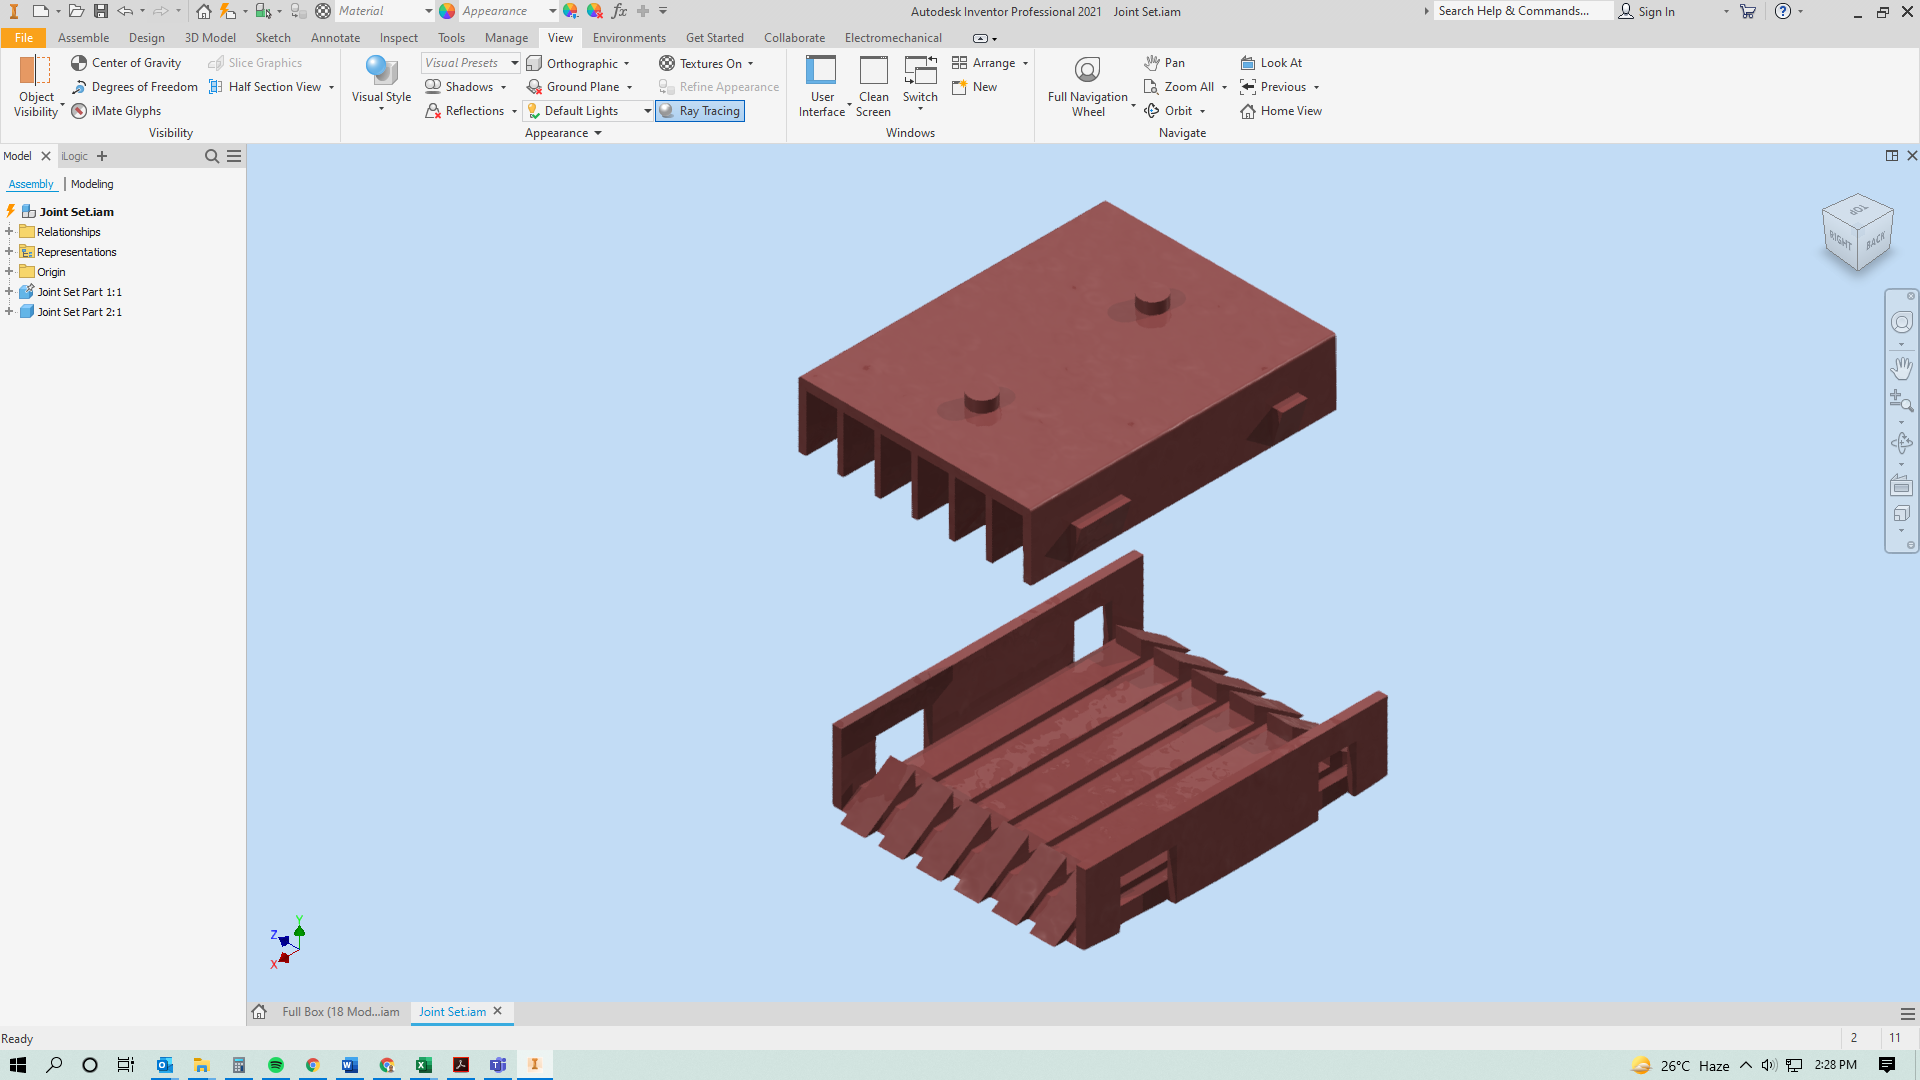 Material
Appearance
Autodesk Inventor Professional 2021 Joint Set.iam
Search Help & Commands...
Sign In
File Assemble Design 3D Model Sketch Annotate Inspect Tools Manage View Environments Get Started Collaborate Electromechanical
Object Visibility
Center of Gravity
Degrees of Freedom
iMate Glyphs
Slice Graphics
Half Section View
Visibility
Visual Style
Visual Presets
Shadows
Reflections
Orthographic
Ground Plane
Default Lights
Textures On
Refine Appearance
Ray Tracing
Appearance
User Interface
Clean Screen
Switch
Arrange
New
Windows
Full Navigation Wheel
Pan
Zoom All
Orbit
Look At
Previous
Home View
Navigate
Model
iLogic
Assembly | Modeling
Joint Set.iam
Relationships
Representations
Origin
Joint Set Part 1:1
Joint Set Part 2:1
TOP
RIGHT
BACK
Y
Z
X
Full Box (18 Mod...iam
Joint Set.iam
Ready
2 11
26°C Haze
2:28 PM